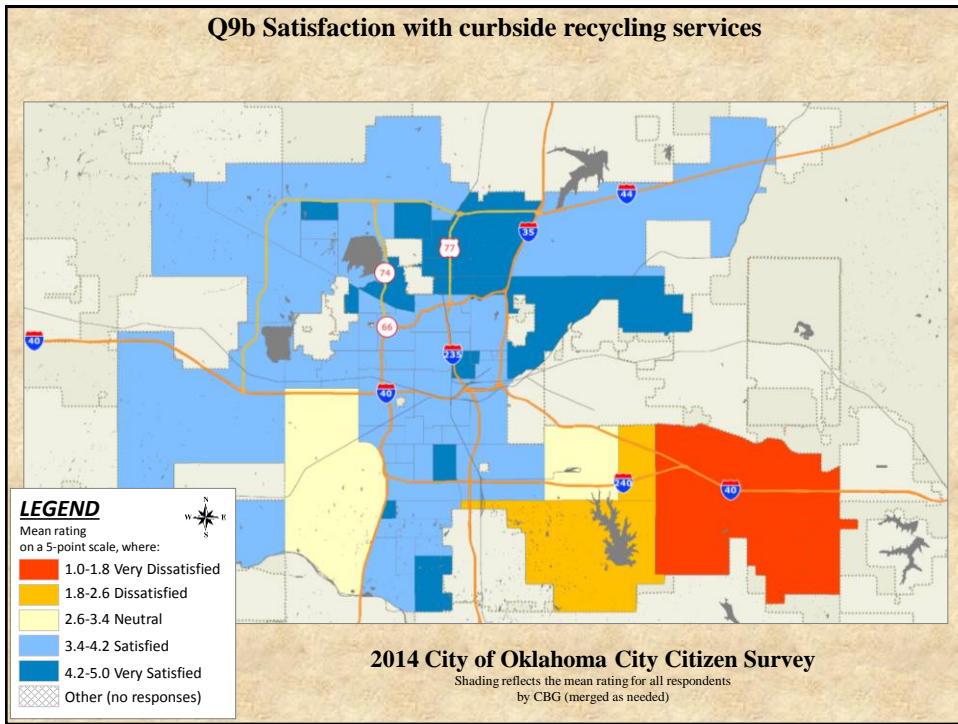 Q9b Satisfaction with curbside recycling services
44
35
77
74
66
40
235
40
240
40
LEGEND
N
W E
S
Mean rating
on a 5-point scale, where:
1.0-1.8 Very Dissatisfied
1.8-2.6 Dissatisfied
2.6-3.4 Neutral
3.4-4.2 Satisfied
4.2-5.0 Very Satisfied
Other (no responses)
2014 City of Oklahoma City Citizen Survey
Shading reflects the mean rating for all respondents
by CBG (merged as needed)